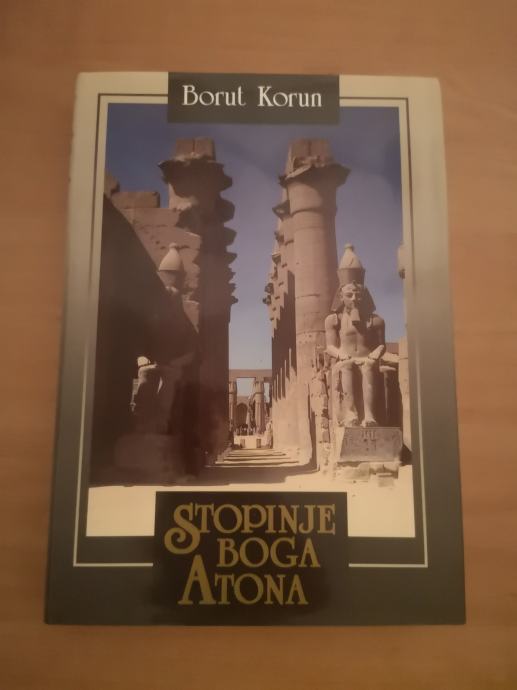 Borut Korun
STOPINJE
BOGA
ATONA